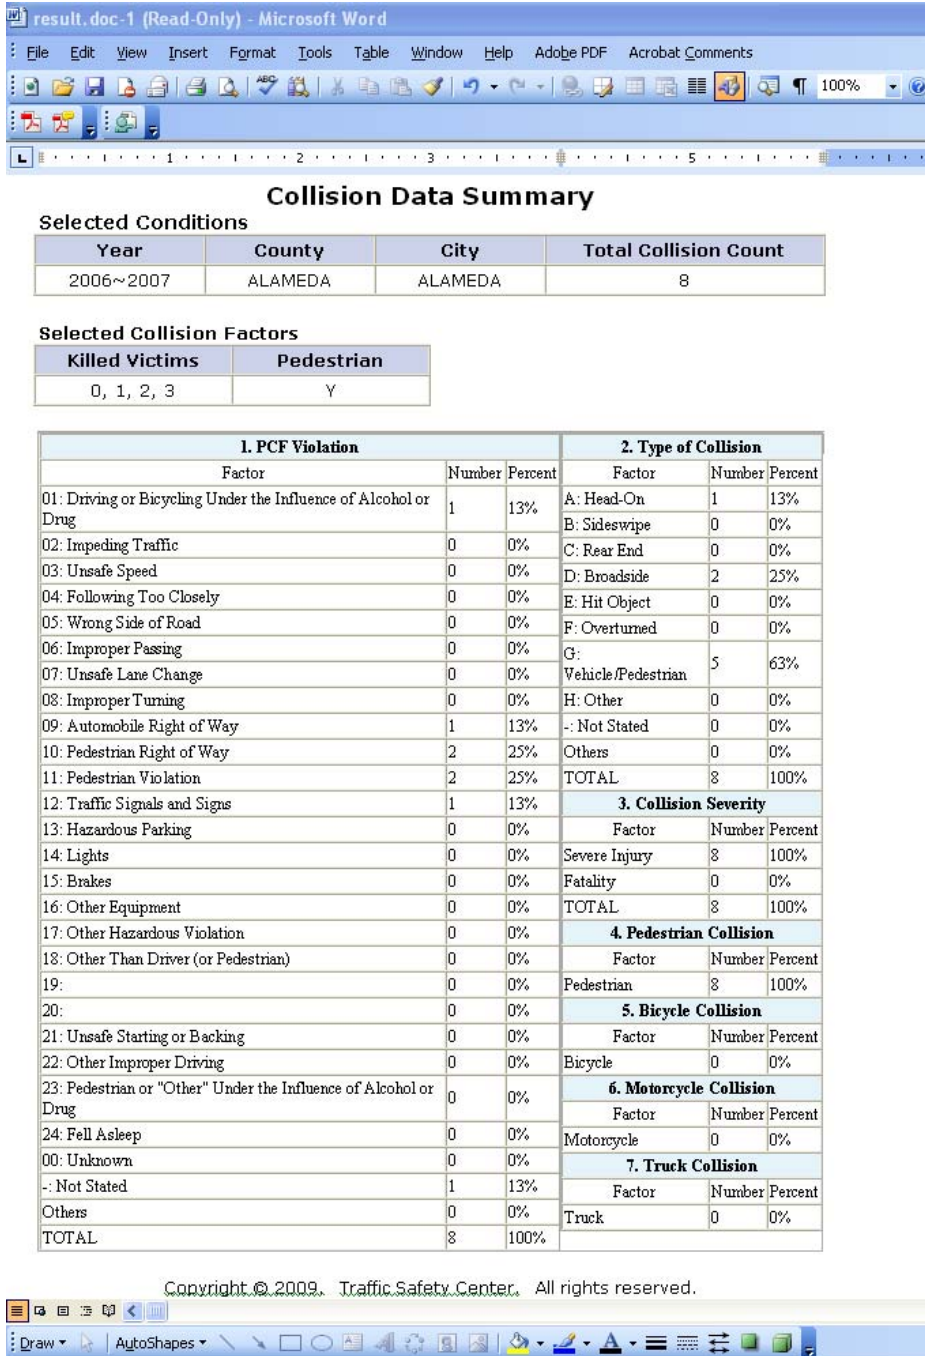 result.doc-1 (Read-Only) - Microsoft Word
File Edit View Insert Format Tools Table Window Help Adobe PDF Acrobat Comments
100%
1 2 3 5
Collision Data Summary
Selected Conditions
Year County City Total Collision Count
2006~2007 ALAMEDA ALAMEDA 8
Selected Collision Factors
Killed Victims Pedestrian
0, 1, 2, 3 Y
1. PCF Violation
Factor Number Percent
01: Driving or Bicycling Under the Influence of Alcohol or
Drug 1 13%
02: Impeding Traffic 0 0%
03: Unsafe Speed 0 0%
04: Following Too Closely 0 0%
05: Wrong Side of Road 0 0%
06: Improper Passing 0 0%
07: Unsafe Lane Change 0 0%
08: Improper Turning 0 0%
09: Automobile Right of Way 1 13%
10: Pedestrian Right of Way 2 25%
11: Pedestrian Violation 2 25%
12: Traffic Signals and Signs 1 13%
13: Hazardous Parking 0 0%
14: Lights 0 0%
15: Brakes 0 0%
16: Other Equipment 0 0%
17: Other Hazardous Violation 0 0%
18: Other Than Driver (or Pedestrian) 0 0%
19: 0 0%
20: 0 0%
21: Unsafe Starting or Backing 0 0%
22: Other Improper Driving 0 0%
23: Pedestrian or "Other" Under the Influence of Alcohol or
Drug 0 0%
24: Fell Asleep 0 0%
00: Unknown 0 0%
-: Not Stated 1 13%
Others 0 0%
TOTAL 8 100%
2. Type of Collision
Factor Number Percent
A: Head-On 1 13%
B: Sideswipe 0 0%
C: Rear End 0 0%
D: Broadside 2 25%
E: Hit Object 0 0%
F: Overturned 0 0%
G:
Vehicle/Pedestrian 5 63%
H: Other 0 0%
-: Not Stated 0 0%
Others 0 0%
TOTAL 8 100%
3. Collision Severity
Factor Number Percent
Severe Injury 8 100%
Fatality 0 0%
TOTAL 8 100%
4. Pedestrian Collision
Factor Number Percent
Pedestrian 8 100%
5. Bicycle Collision
Factor Number Percent
Bicycle 0 0%
6. Motorcycle Collision
Factor Number Percent
Motorcycle 0 0%
7. Truck Collision
Factor Number Percent
Truck 0 0%
Copyright © 2009, Traffic Safety Center, All rights reserved.
Draw AutoShapes